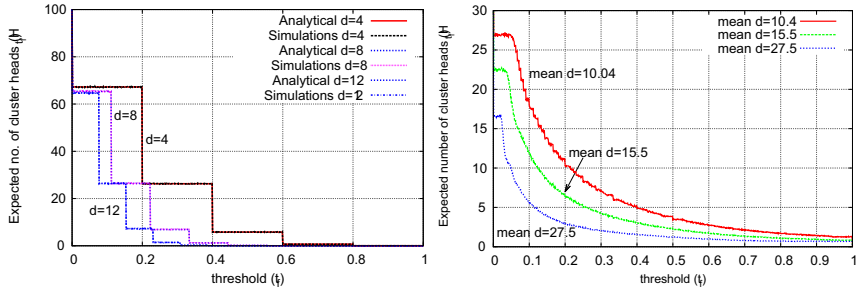 Expected no. of cluster heads (H
100
80
60
40
20
0
0
0.2
0.4
0.6
0.8
1
threshold (t
Analytical d=4
Simulations d=4
Analytical d=8
Simulations d=8
Analytical d=12
Simulations d=12
d=8
d=4
d=12
Expected number of cluster heads (H
30
25
20
15
10
5
0
0
0.1
0.2
0.3
0.4
0.5
0.6
0.7
0.8
0.9
1
threshold (t
mean d=10.4
mean d=15.5
mean d=27.5
mean d=10.04
mean d=15.5
mean d=27.5